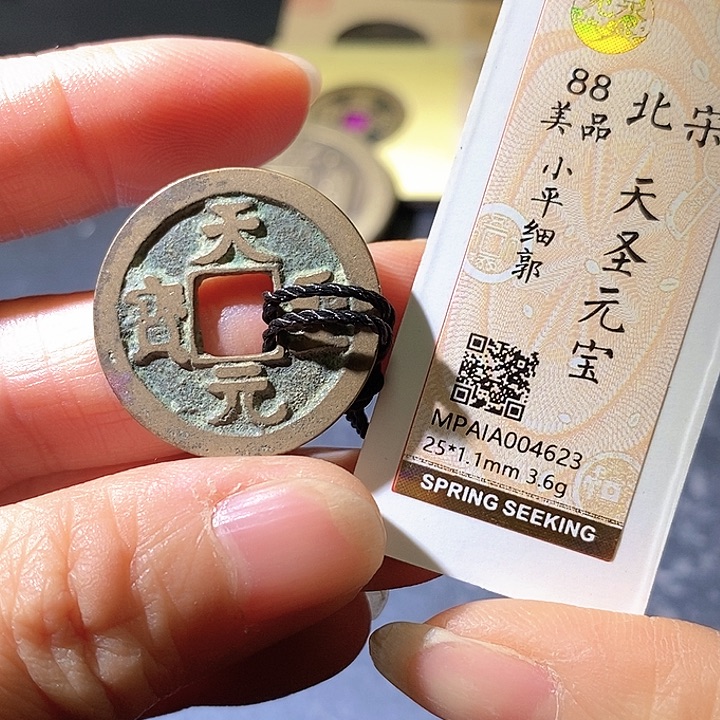 天
元
寶
88
美品
北宋
小平细郭
天圣元宝
MPAIA004623
25*1.1mm 3.6g
SPRING SEEKING